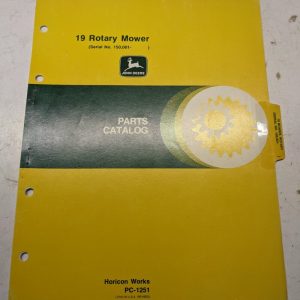 19 Rotary Mower
(Serial No. 150,001- )
JOHN DEERE
PARTS
CATALOG
Horicon Works
PC-1251